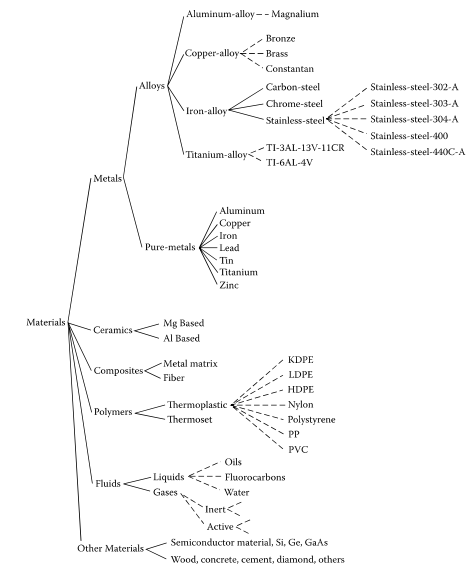 Aluminum-alloy
Magnalium
Bronze
Copper-alloy
Brass
Constantan
Alloys
Carbon-steel
Stainless-steel-302-A
Chrome-steel
Stainless-steel-303-A
Iron-alloy
Stainless-steel
Stainless-steel-304-A
Stainless-steel-400
Titanium-alloy
TI-3AL-13V-11CR
Stainless-steel-440C-A
TI-6AL-4V
Metals
Aluminum
Copper
Iron
Pure-metals
Lead
Tin
Titanium
Zinc
Materials
Ceramics
Mg Based
Al Based
Composites
Metal matrix
Fiber
KDPE
LDPE
HDPE
Polymers
Thermoplastic
Nylon
Thermoset
Polystyrene
PP
PVC
Oils
Fluids
Liquids
Fluorocarbons
Gases
Water
Inert
Active
Other Materials
Semiconductor material, Si, Ge, GaAs
Wood, concrete, cement, diamond, others